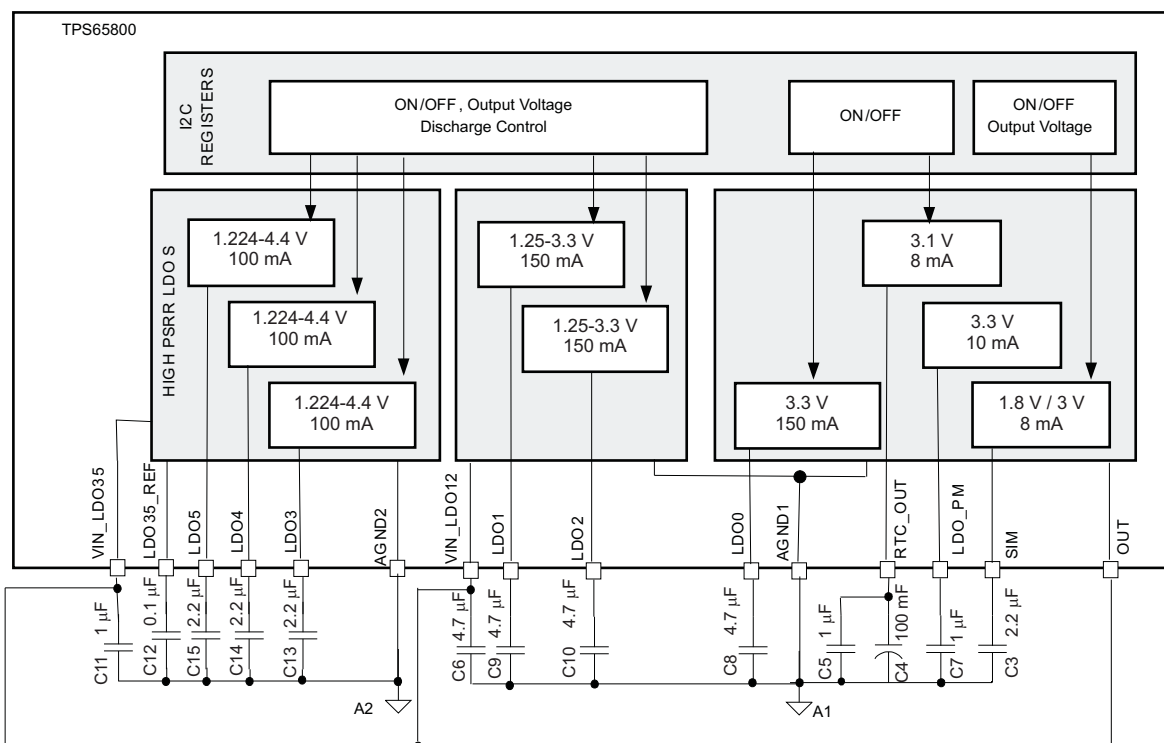 TPS65800
I2C
REGISTERS
ON/OFF , Output Voltage
Discharge Control
ON/OFF
ON/OFF
Output Voltage
HIGH PSRR LDO S
1.224-4.4 V
100 mA
1.224-4.4 V
100 mA
1.224-4.4 V
100 mA
1.25-3.3 V
150 mA
1.25-3.3 V
150 mA
3.1 V
8 mA
3.3 V
10 mA
3.3 V
150 mA
1.8 V / 3 V
8 mA
VIN_LDO35
LDO35_REF
LDO5
LDO4
LDO3
AGND2
VIN_LDO12
LDO1
LDO2
LDO0
AGND1
RTC_OUT
LDO_PM
SIM
OUT
C11 1 μF
C12 0.1 μF
C15 2.2 μF
C14 2.2 μF
C13 2.2 μF
C6 4.7 μF
C9 4.7 μF
C10 4.7 μF
C8 4.7 μF
C5 1 μF
C4 100 mF
C7 1 μF
C3 2.2 μF
A2
A1